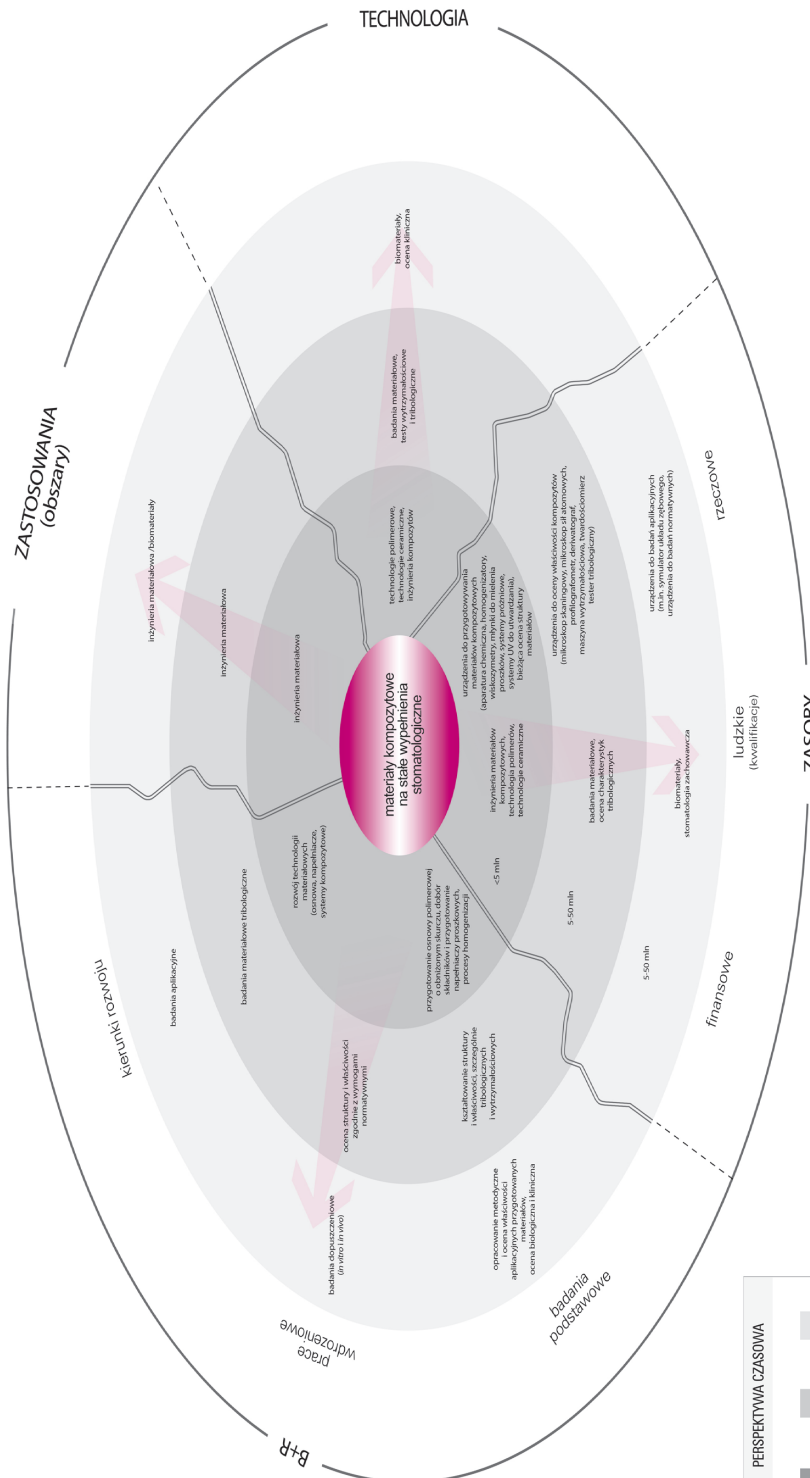 TECHNOLOGIA
ZASTOSOWANIA
(obszary)
biomateriały,
ocena kliniczna
badania materiałowe,
testy wytrzymałościowe
i tribologiczne
technologie polimerowe,
technologie ceramiczne,
inżynieria kompozytów
inżynieria materiałowa /biomateriały
inżynieria materiałowa
inżynieria materiałowa
materiały kompozytowe
na stałe wypełnienia
stomatologiczne
urządzenia do przygotowywania
materiałów kompozytowych
(aparatura chemiczna, homogenizatory,
wiskozymetry, młynki do mielenia
proszków, systemy próżniowe,
systemy UV do utwardzania),
bieżąca ocena struktury
materiałów
urządzenia do oceny właściwości kompozytów
(mikroskop skaningowy, mikroskop sił atomowych,
profilografometr, deriwatograf,
maszyna wytrzymałościowa, twardościomierz
tester tribologiczny)
urządzenia do badań aplikacyjnych
(m.in. symulator układu zębowego,
urządzenia do badań normatywnych)
rzeczowe
inżynieria materiałów
kompozytowych,
technologia polimerów,
technologie ceramiczne
badania materiałowe,
ocena charakterystyk
tribologicznych
biomateriały,
stomatologia zachowawcza
ludzkie
(kwalifikacje)
ZASOBY
<5 mln
5-50 mln
5-50 mln
finansowe
kierunki rozwoju
badania aplikacyjne
badania materiałowe tribologiczne
rozwój technologii
materiałowych
(osnowa, napełniacze,
systemy kompozytowe)
przygotowanie osnowy polimerowej
o obniżonym skurczu, dobór
składników i przygotowanie
napełniaczy proszkowych,
procesy homogenizacji
kształtowanie struktury
i właściwości, szczególnie
tribologicznych
i wytrzymałościowych
opracowanie metodyczne
i ocena właściwości
aplikacyjnych przygotowanych
materiałów,
ocena biologiczna i kliniczna
badania
podstawowe
ocena struktury i właściwości
zgodnie z wymogami
normatywnymi
badania dopuszczeniowe
(in vitro i in vivo)
prace
wdrożeniowe
B+R
PERSPEKTYWA CZASOWA